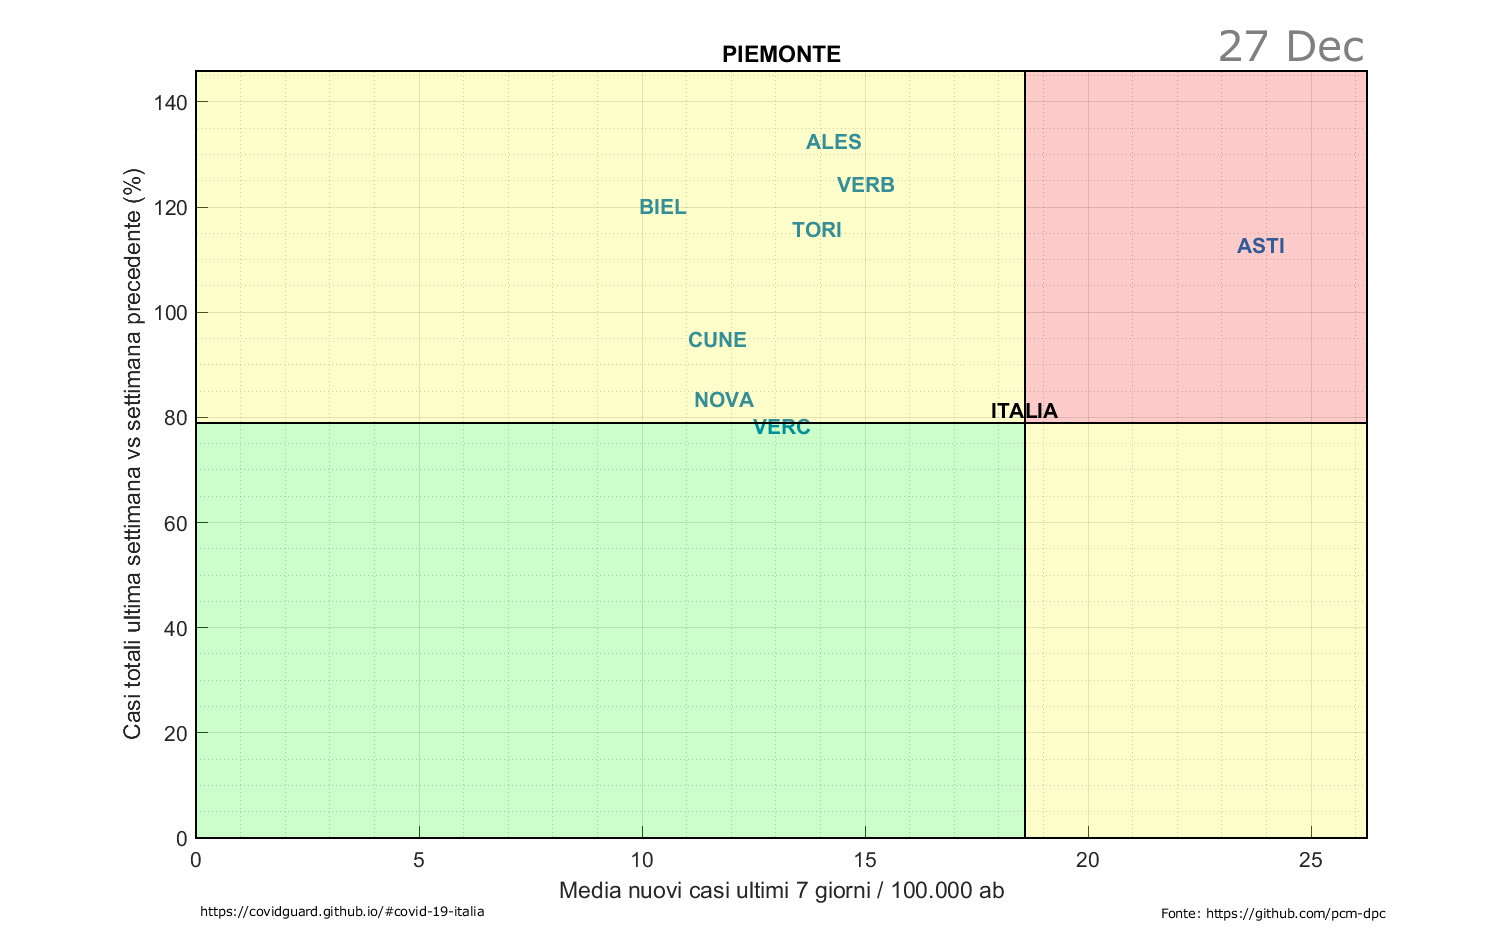 27 Dec
PIEMONTE
Casi totali ultima settimana vs settimana precedente (%)
140
120
100
80
60
40
20
0
ALES
VERB
BIEL
TORI
ASTI
CUNE
NOVA
ITALIA
VERC
0 5 10 15 20 25
Media nuovi casi ultimi 7 giorni / 100.000 ab
https://covidguard.github.io/#covid-19-italia
Fonte: https://github.com/pcm-dpc